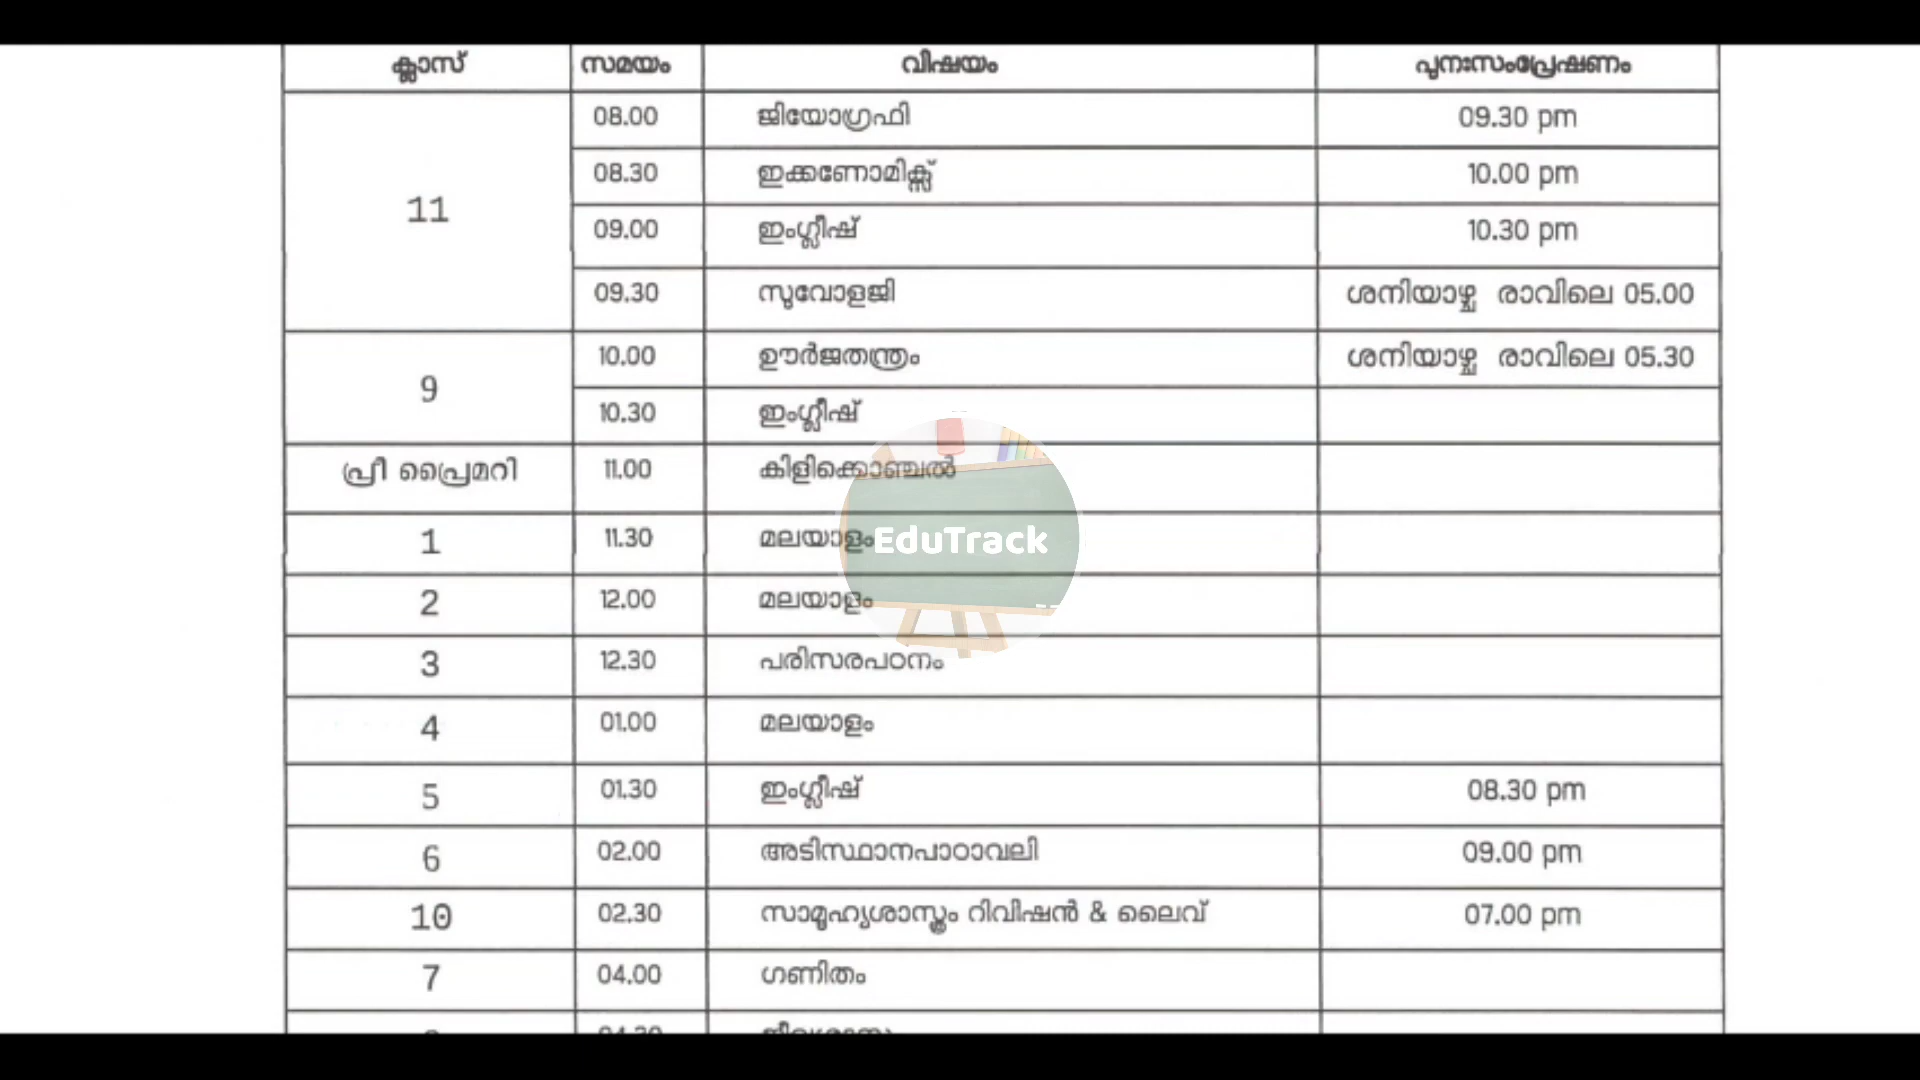 ക്ലാസ് സമയം വിഷയം പുനഃസംപ്രേഷണം
11
08.00 ജിയോഗ്രഫി 09.30 pm
08.30 ഇക്കണോമിക്സ് 10.00 pm
09.00 ഇംഗ്ലീഷ് 10.30 pm
09.30 സുവോളജി ശനിയാഴ്ച രാവിലെ 05.00
9
10.00 ഊർജതന്ത്രം ശനിയാഴ്ച രാവിലെ 05.30
10.30 ഇംഗ്ലീഷ്
പ്രീ പ്രൈമറി 11.00 കിളിക്കൊഞ്ചൽ
1 11.30 മലയാളം
EduTrack
2 12.00 മലയാളം
3 12.30 പരിസരപഠനം
4 01.00 മലയാളം
5 01.30 ഇംഗ്ലീഷ് 08.30 pm
6 02.00 അടിസ്ഥാനപാഠാവലി 09.00 pm
10 02.30 സാമൂഹ്യശാസ്ത്രം റിവിഷൻ & ലൈവ് 07.00 pm
7 04.00 ഗണിതം